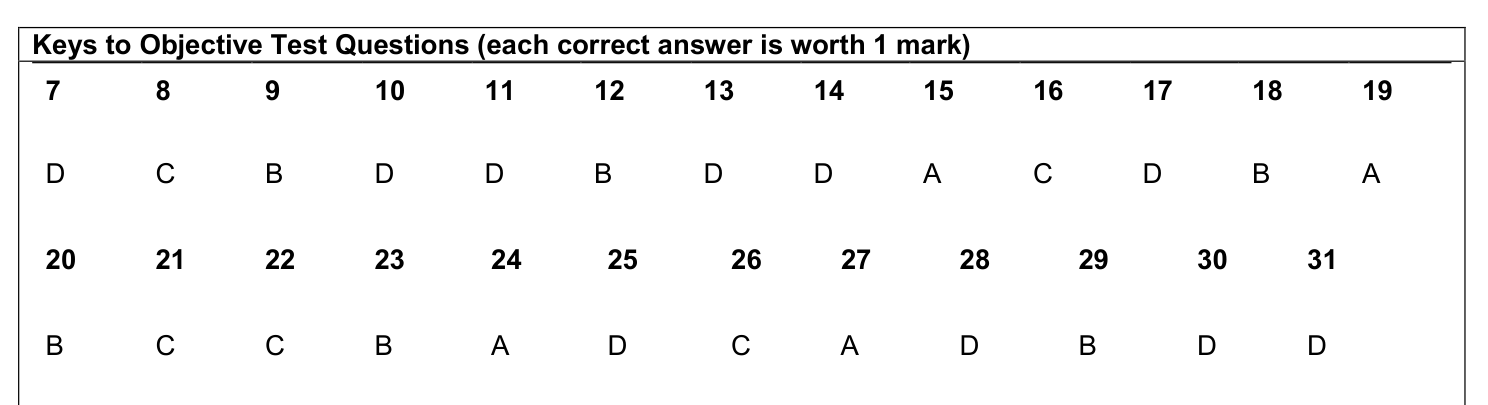 Keys to Objective Test Questions (each correct answer is worth 1 mark)
7 8 9 10 11 12 13 14 15 16 17 18 19
D C B D D B D D A C D B A
20 21 22 23 24 25 26 27 28 29 30 31
B C C B A D C A D B D D